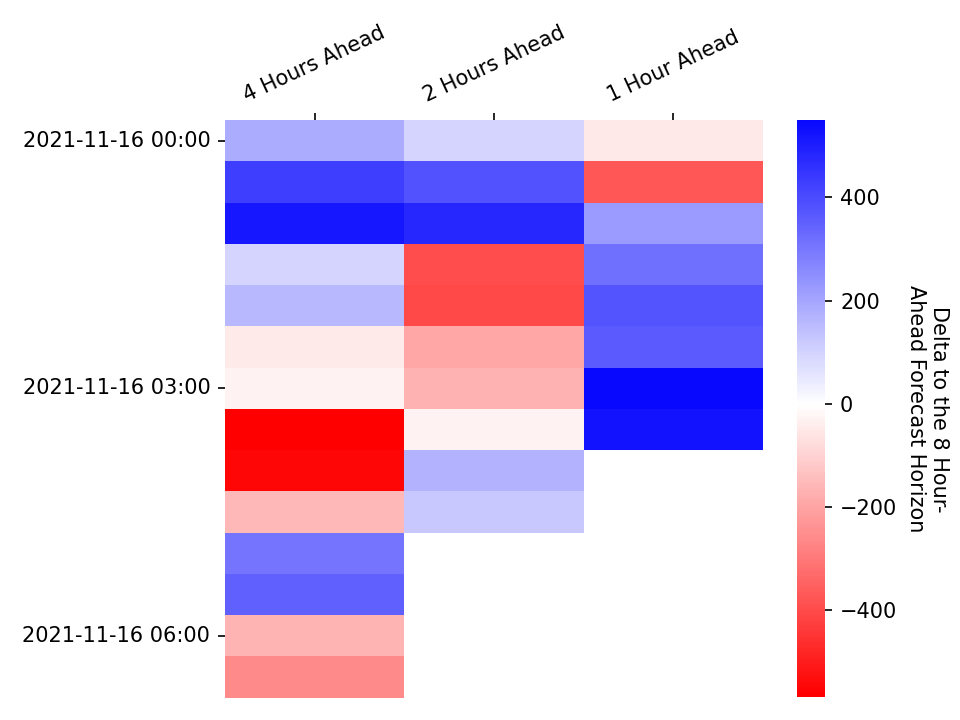 4 Hours Ahead
2 Hours Ahead
1 Hour Ahead
2021-11-16 00:00
2021-11-16 03:00
2021-11-16 06:00
400
200
0
−200
−400
Delta to the 8 Hour-
Ahead Forecast Horizon